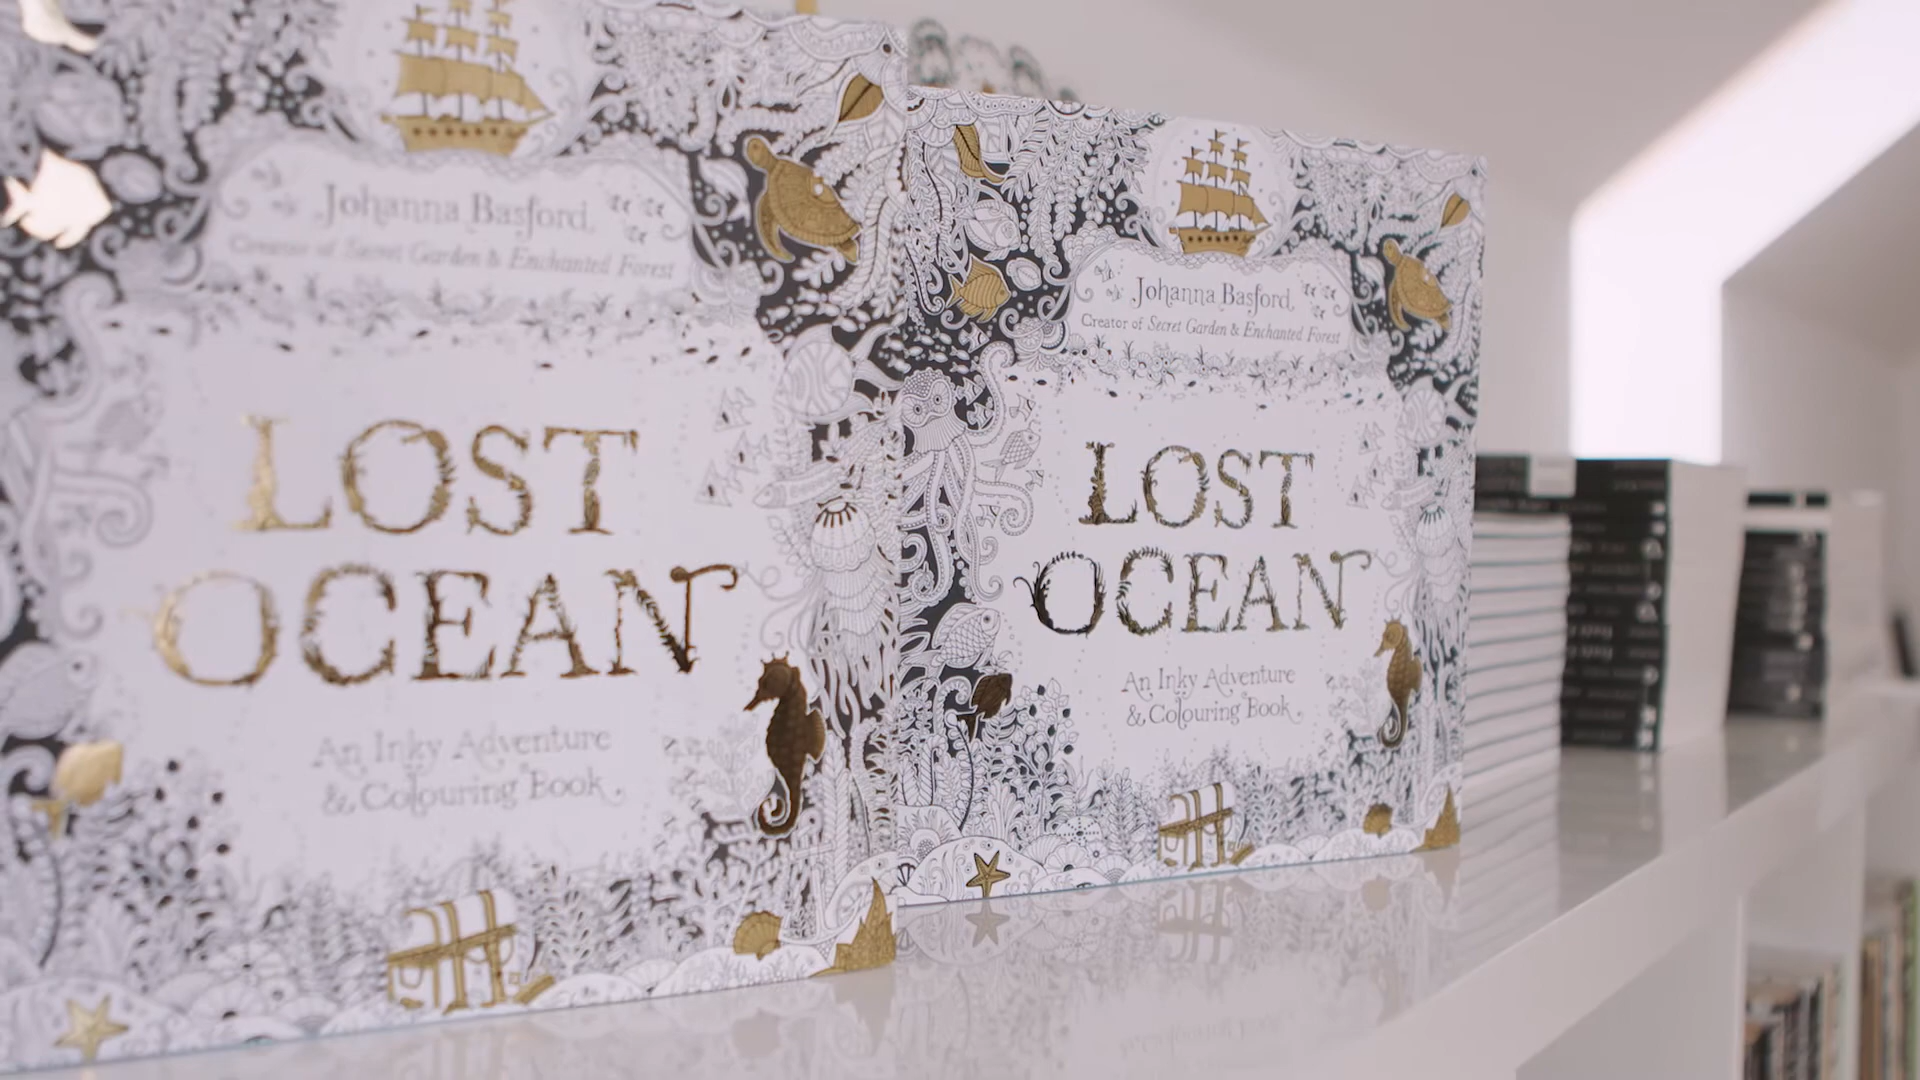 Johanna Basford,
Creator of Secret Garden & Enchanted Forest
LOST
OCEAN
An Inky Adventure
& Colouring Book.
Johanna Basford,
Creator of Secret Garden & Enchanted Forest
LOST
OCEAN
An Inky Adventure
& Colouring Book.